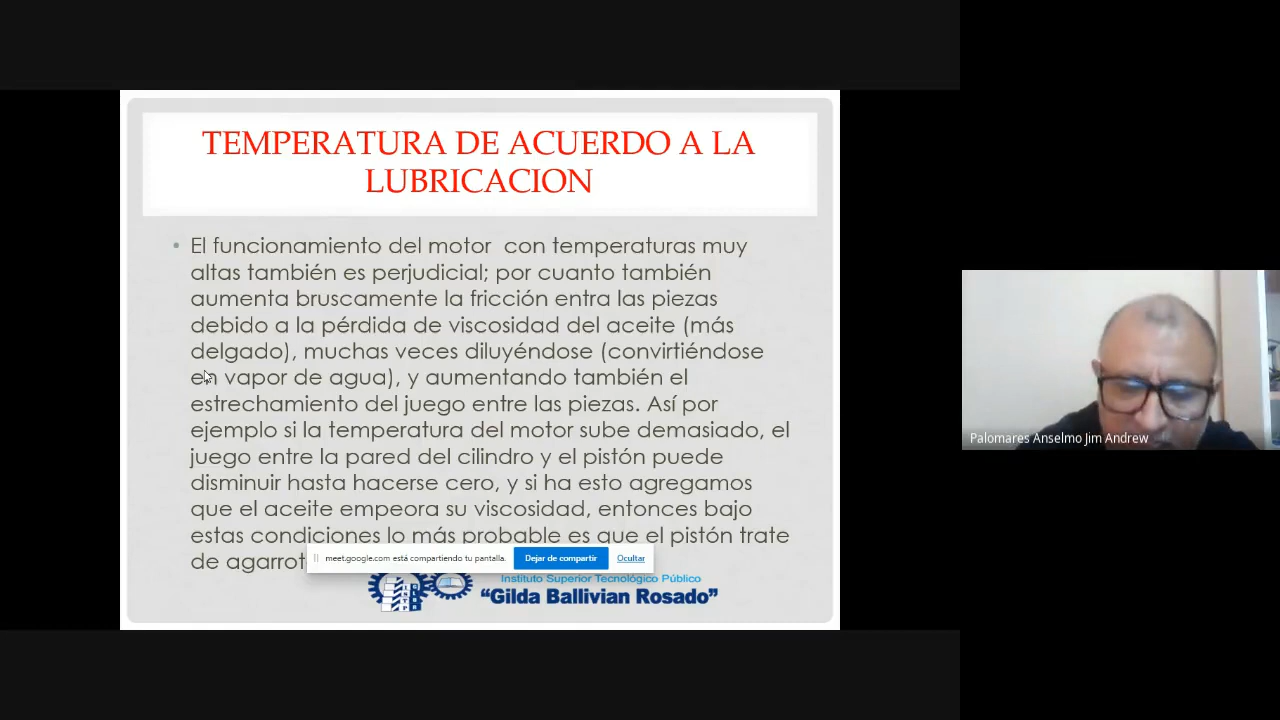 TEMPERATURA DE ACUERDO A LA
LUBRICACION
• El funcionamiento del motor con temperaturas muy
altas también es perjudicial; por cuanto también
aumenta bruscamente la fricción entra las piezas
debido a la pérdida de viscosidad del aceite (más
delgado), muchas veces diluyéndose (convirtiéndose
en vapor de agua), y aumentando también el
estrechamiento del juego entre las piezas. Así por
ejemplo si la temperatura del motor sube demasiado, el
juego entre la pared del cilindro y el pistón puede
disminuir hasta hacerse cero, y si ha esto agregamos
que el aceite empeora su viscosidad, entonces bajo
estas condiciones lo más probable es que el pistón trate
de agarrot
meet.google.com está compartiendo tu pantalla. Dejar de compartir Ocultar
Instituto Superior Tecnológico Público
“Gilda Ballivian Rosado”
Palomares Anselmo Jim Andrew